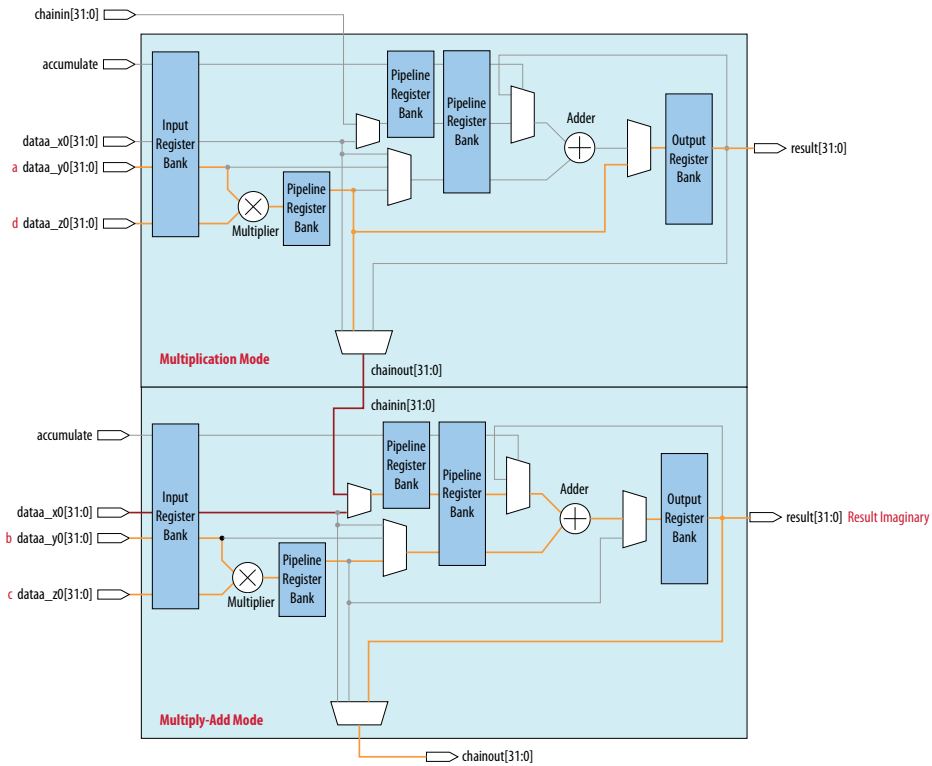 chainin[31:0]
accumulate
Input
Register
Bank
Pipeline
Register
Bank
Pipeline
Register
Bank
Adder
Output
Register
Bank
dataa_x0[31:0]
a dataa_y0[31:0]
d dataa_z0[31:0]
Multiplier
Pipeline
Register
Bank
result[31:0]
Multiplication Mode
chainout[31:0]
chainin[31:0]
accumulate
Input
Register
Bank
Pipeline
Register
Bank
Pipeline
Register
Bank
Adder
Output
Register
Bank
dataa_x0[31:0]
b dataa_y0[31:0]
c dataa_z0[31:0]
Multiplier
Pipeline
Register
Bank
result[31:0] Result Imaginary
Multiply-Add Mode
chainout[31:0]